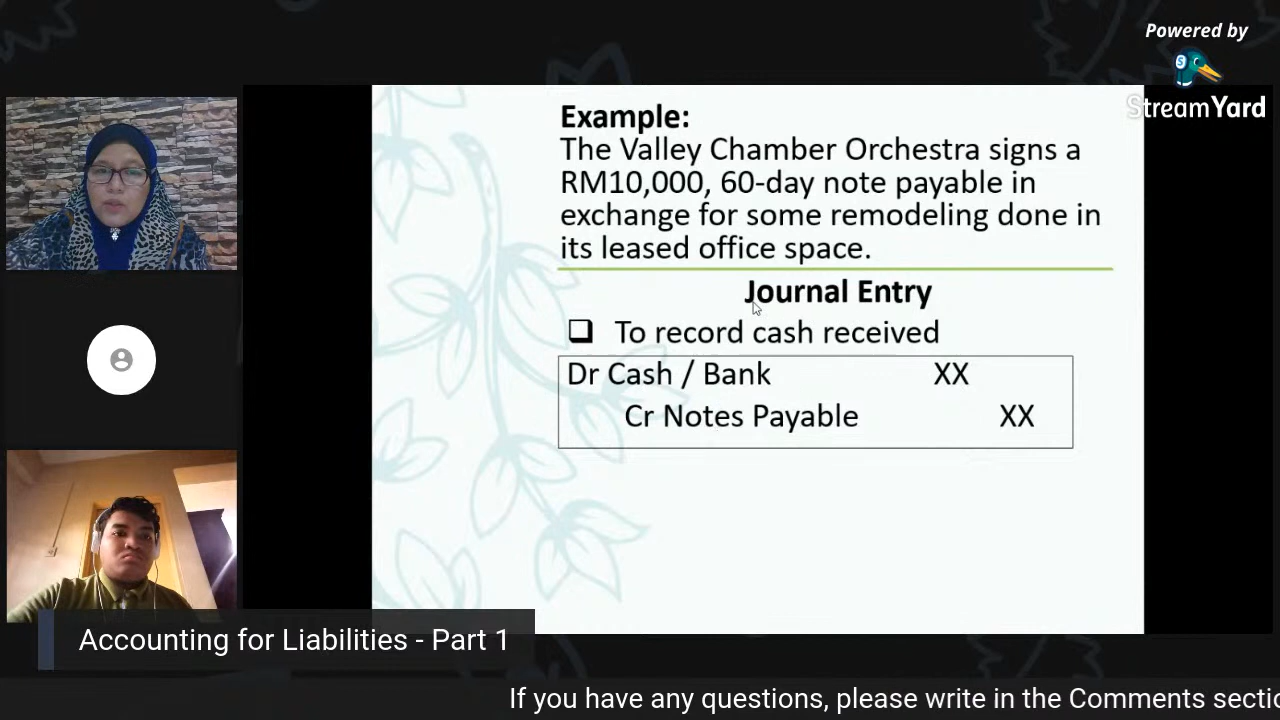 Powered by
StreamYard
Example:
The Valley Chamber Orchestra signs a
RM10,000, 60-day note payable in
exchange for some remodeling done in
its leased office space.
Journal Entry
❑ To record cash received
Dr Cash / Bank XX
Cr Notes Payable XX
Accounting for Liabilities - Part 1
If you have any questions, please write in the Comments